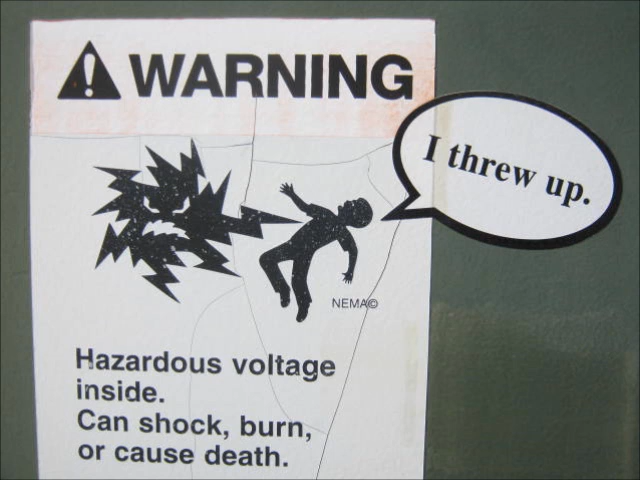 WARNING
I threw up.
NEMA©
Hazardous voltage
inside.
Can shock, burn,
or cause death.